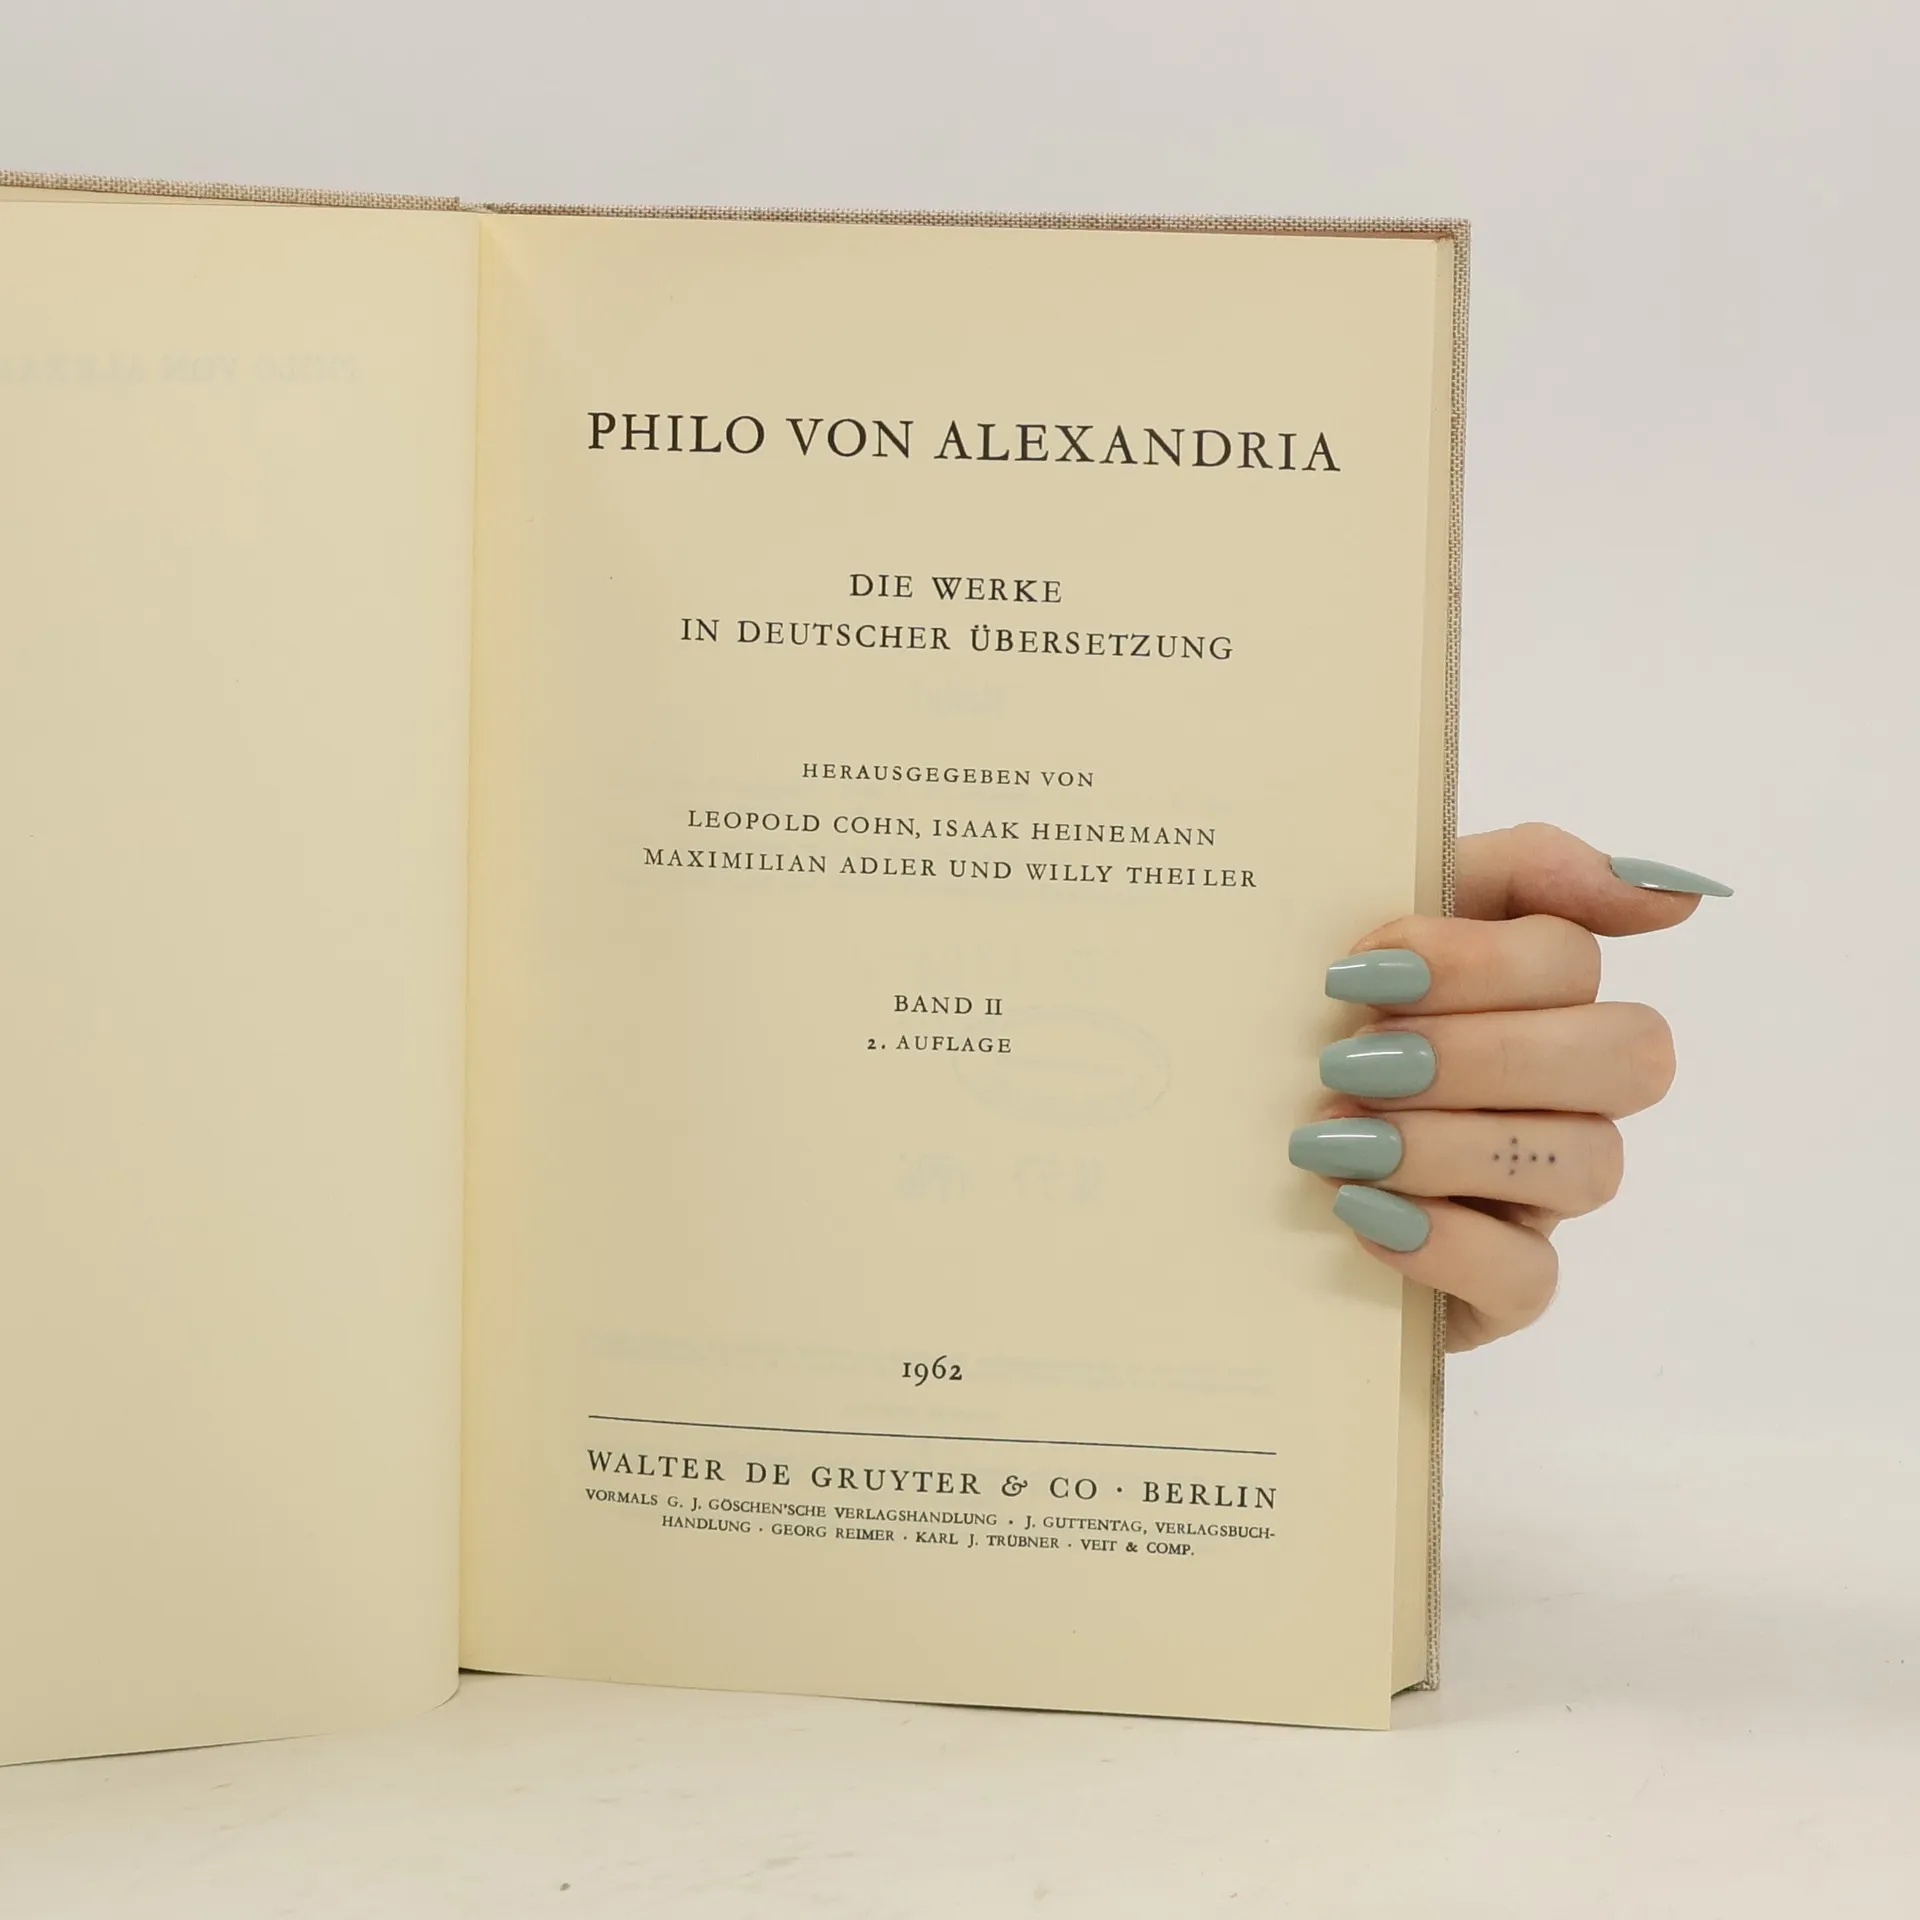 PHILO VON ALEXANDRIA
DIE WERKE
IN DEUTSCHER ÜBERSETZUNG
HERAUSGEGEBEN VON
LEOPOLD COHN, ISAAK HEINEMANN
MAXIMILIAN ADLER UND WILLY THEILER
BAND II
2. AUFLAGE
1962
WALTER DE GRUYTER & CO · BERLIN
VORMALS G. J. GÖSCHEN'SCHE VERLAGSHANDLUNG · J. GUTTENTAG, VERLAGSBUCH-
HANDLUNG · GEORG REIMER · KARL J. TRÜBNER · VEIT & COMP.